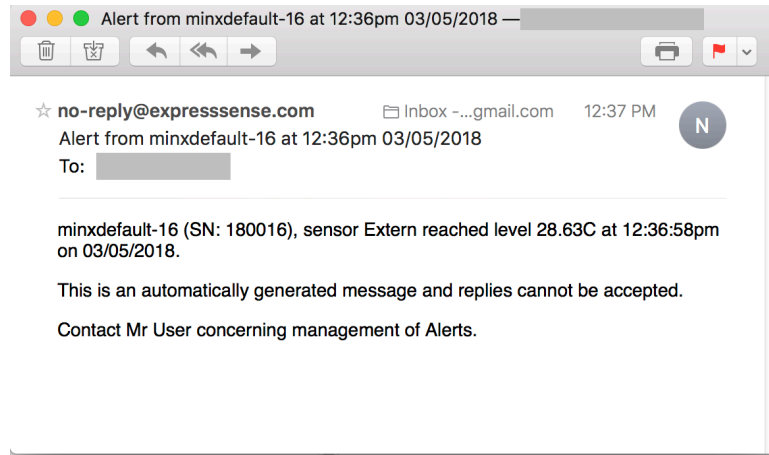 Alert from minxdefault-16 at 12:36pm 03/05/2018 —
no-reply@expresssense.com Inbox -...gmail.com 12:37 PM
N
Alert from minxdefault-16 at 12:36pm 03/05/2018
To:
minxdefault-16 (SN: 180016), sensor Extern reached level 28.63C at 12:36:58pm
on 03/05/2018.
This is an automatically generated message and replies cannot be accepted.
Contact Mr User concerning management of Alerts.